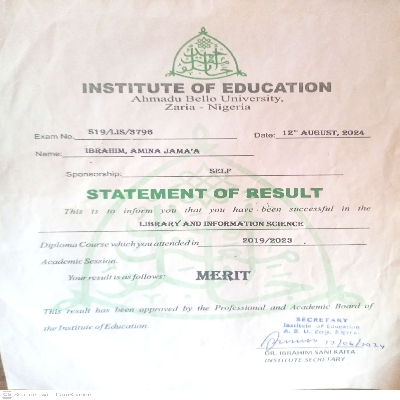 INSTITUTE OF EDUCATION
Ahmadu Bello University,
Zaria - Nigeria
Exam No. S19/LIS/3796 Date: 12TH AUGUST, 2024
Name: IBRAHIM, AMINA JAMA'A
Sponsorship: SELF
STATEMENT OF RESULT
This is to inform you that you have been successful in the
LIBRARY AND INFORMATION SCIENCE
Diploma Course which you attended in 2019/2023
Academic Session.
Your result is as follows: MERIT
This result has been approved by the Professional and Academic Board of
the Institute of Education.
SECRETARY
Institute of Education
A. B. U. Zaria, Nigeria.
DR. IBRAHIM SANI KAITA
INSTITUTE SECRETARY